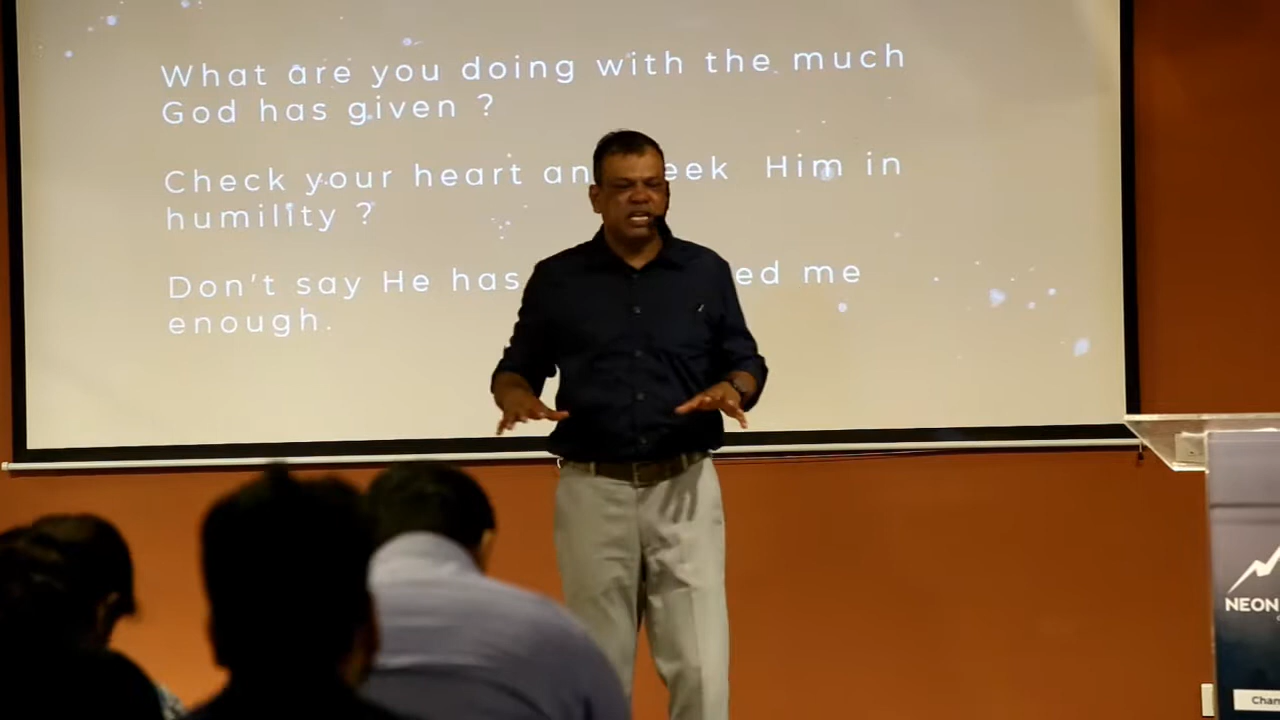 What are you doing with the much
God has given ?
Check your heart an eek Him in
humility ?
Don't say He has ed me
enough.
NEON
Chan